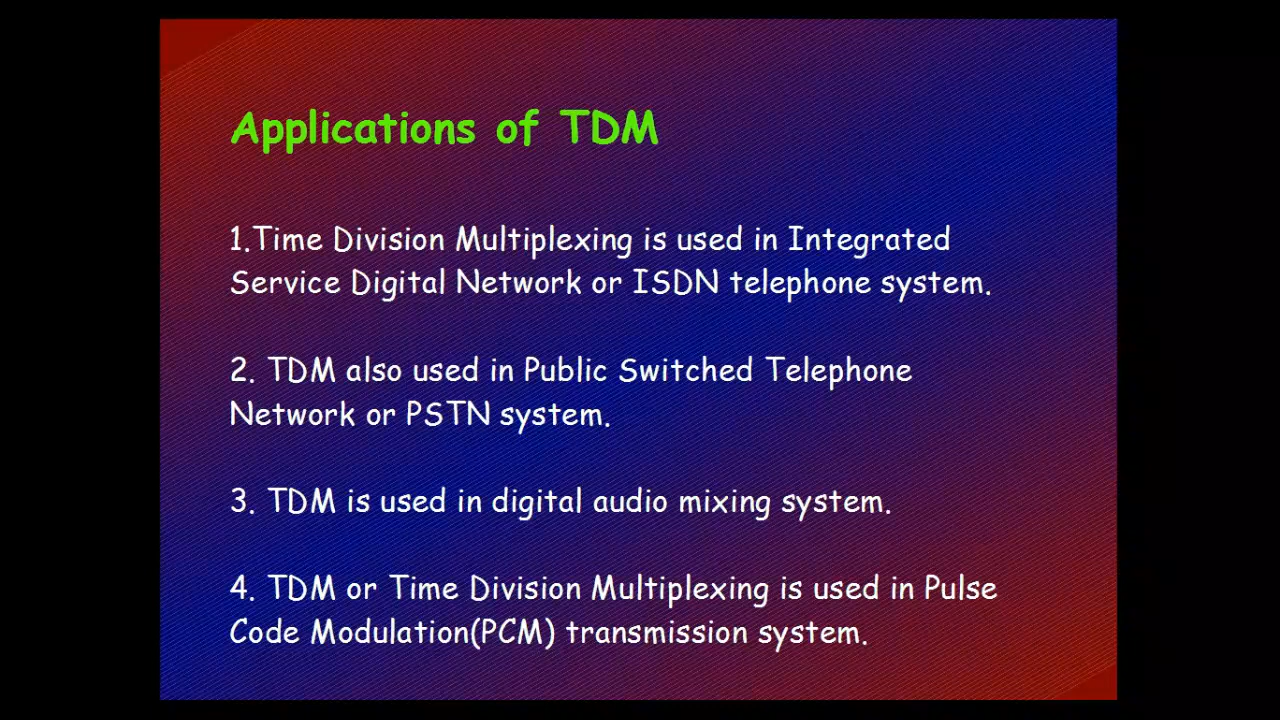 Applications of TDM
1.Time Division Multiplexing is used in Integrated
Service Digital Network or ISDN telephone system.
2. TDM also used in Public Switched Telephone
Network or PSTN system.
3. TDM is used in digital audio mixing system.
4. TDM or Time Division Multiplexing is used in Pulse
Code Modulation(PCM) transmission system.